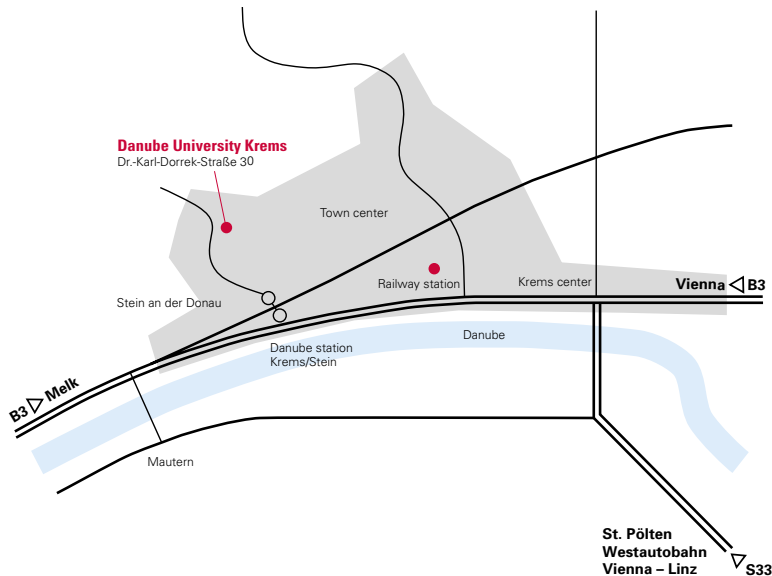 Danube University Krems
Dr.-Karl-Dorrek-Straße 30
Town center
Railway station
Krems center
Vienna B3
Stein an der Donau
Danube station
Krems/Stein
Danube
B3 Melk
Mautern
St. Pölten
Westautobahn
Vienna – Linz
S33